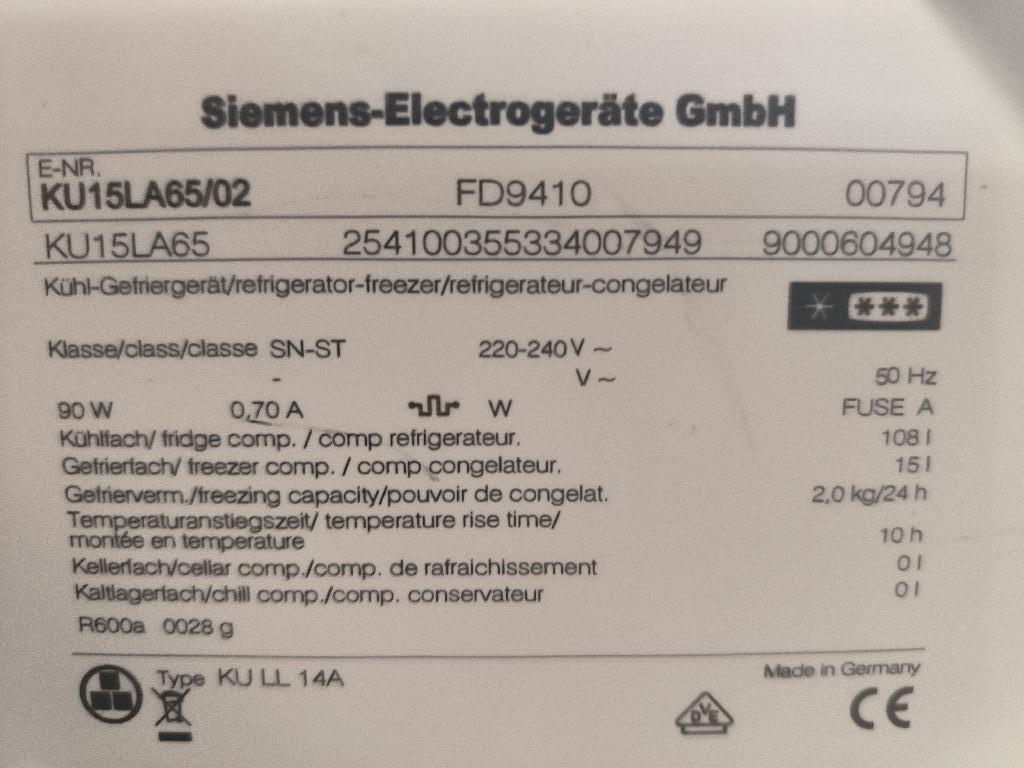 Siemens-Electrogeräte GmbH
E-NR.
KU15LA65/02 FD9410 00794
KU15LA65 254100355334007949 9000604948
Kühl-Gefriergerät/refrigerator-freezer/refrigerateur-congelateur
Klasse/class/classe SN-ST 220-240V ~
- V ~ 50 Hz
90 W 0,70 A W FUSE A
Kühlfach/ fridge comp. / comp refrigerateur. 108 l
Gefrierfach/ freezer comp. / comp congelateur. 15 l
Gefrierverm./freezing capacity/pouvoir de congelat. 2,0 kg/24 h
Temperaturanstiegszeit/ temperature rise time/
montée en temperature 10 h
Kellerfach/cellar comp./comp. de rafraichissement 0 l
Kaltlagerfach/chill comp./comp. conservateur 0 l
R600a 0028 g
Made in Germany
Type KU LL 14A
DVE CE